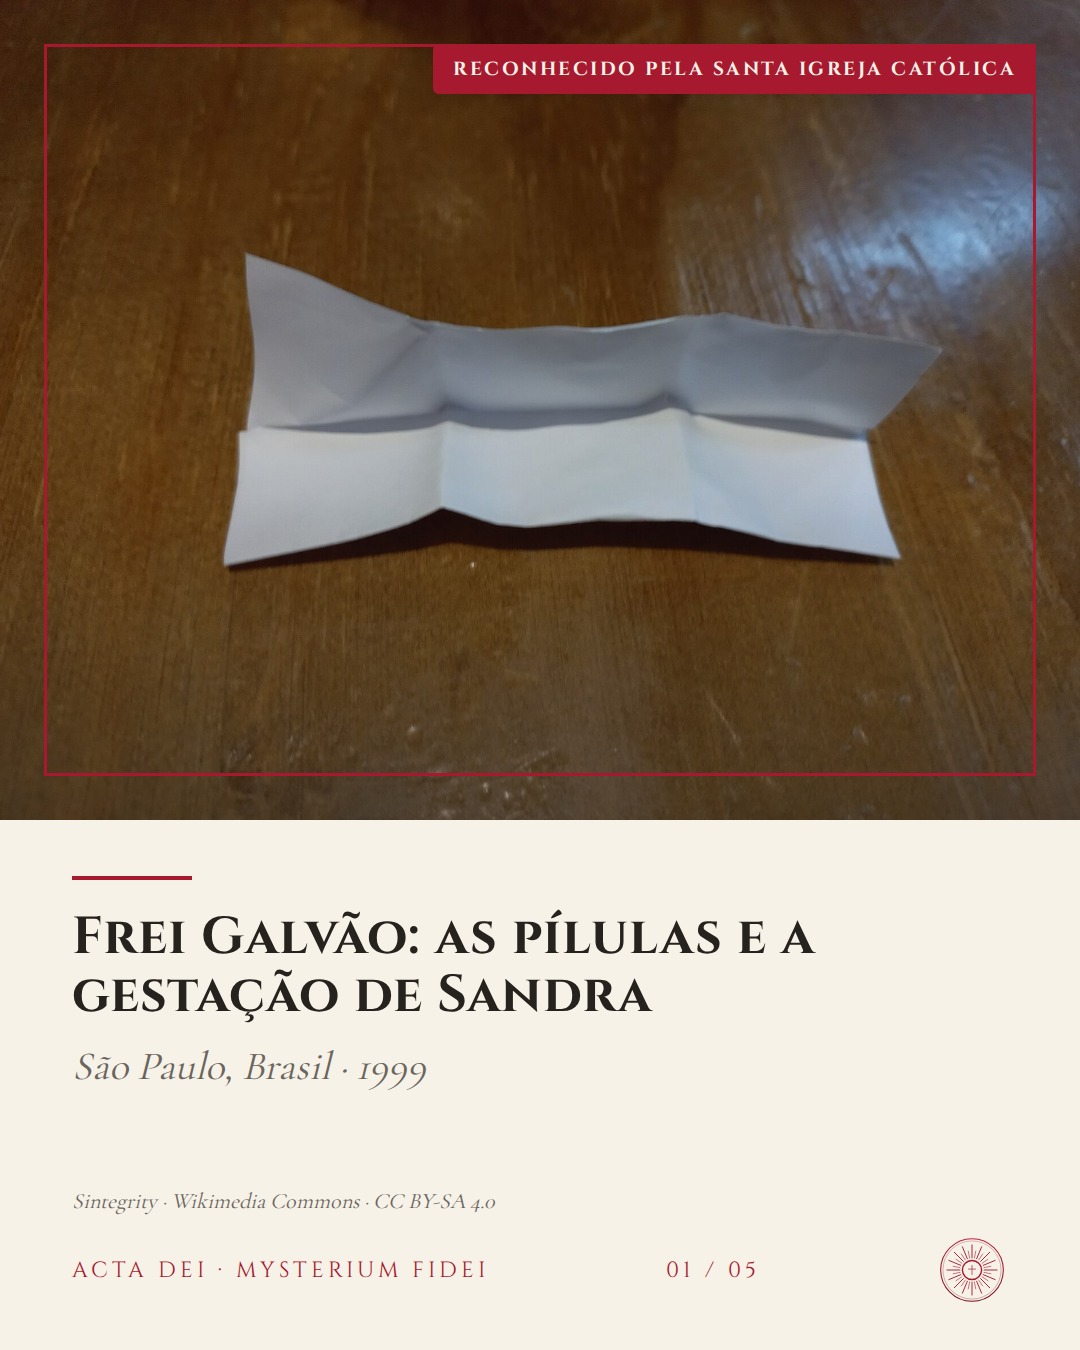 RECONHECIDO PELA SANTA IGREJA CATÓLICA
Frei Galvão: as pílulas e a
gestação de Sandra
São Paulo, Brasil · 1999
Sintegrity · Wikimedia Commons · CC BY-SA 4.0
ACTA DEI · MYSTERIUM FIDEI
01 / 05